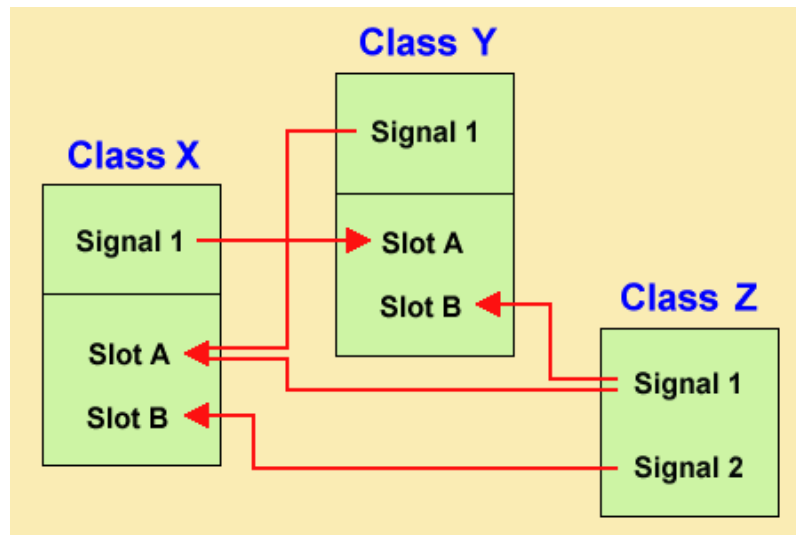 Class X
Signal 1
Slot A
Slot B
Class Y
Signal 1
Slot A
Slot B
Class Z
Signal 1
Signal 2